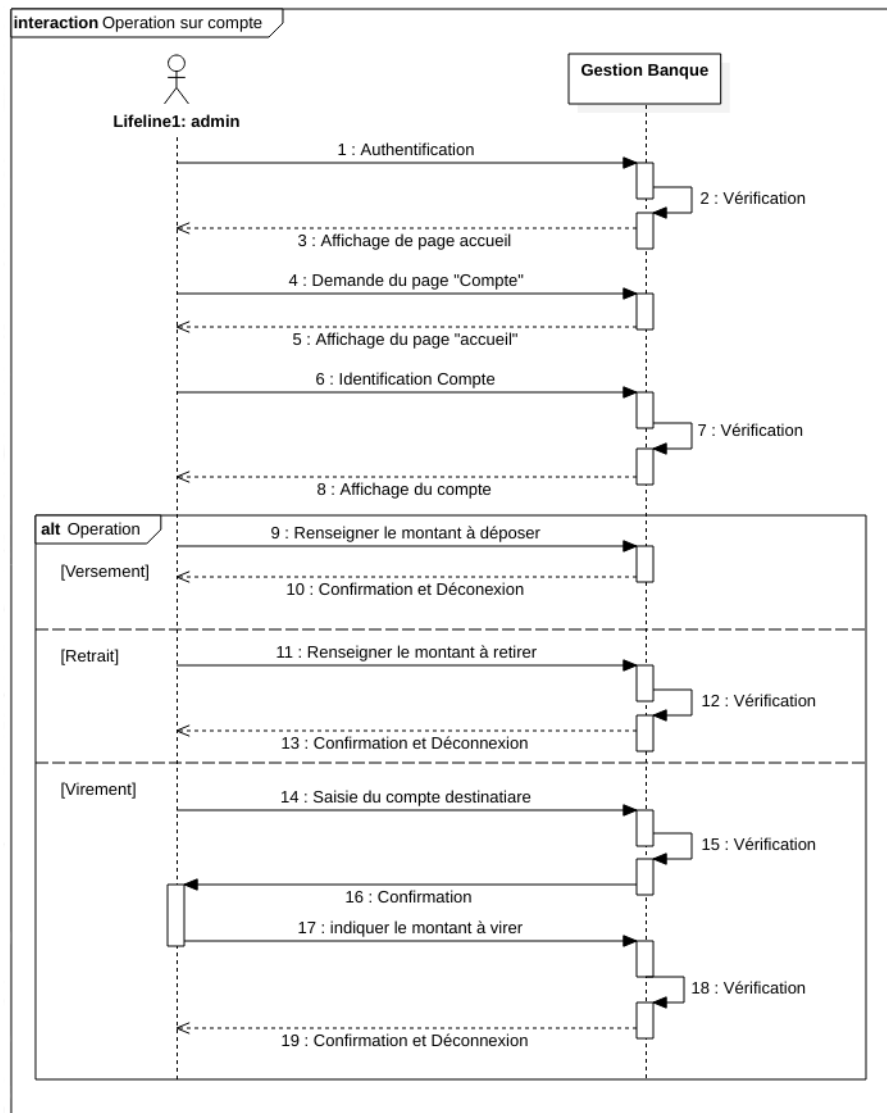 interaction Operation sur compte
Gestion Banque
Lifeline1: admin
1 : Authentification
2 : Vérification
3 : Affichage de page accueil
4 : Demande du page "Compte"
5 : Affichage du page "accueil"
6 : Identification Compte
7 : Vérification
8 : Affichage du compte
alt Operation
9 : Renseigner le montant à déposer
[Versement]
10 : Confirmation et Déconexion
[Retrait]
11 : Renseigner le montant à retirer
12 : Vérification
13 : Confirmation et Déconnexion
[Virement]
14 : Saisie du compte destinatiare
15 : Vérification
16 : Confirmation
17 : indiquer le montant à virer
18 : Vérification
19 : Confirmation et Déconnexion